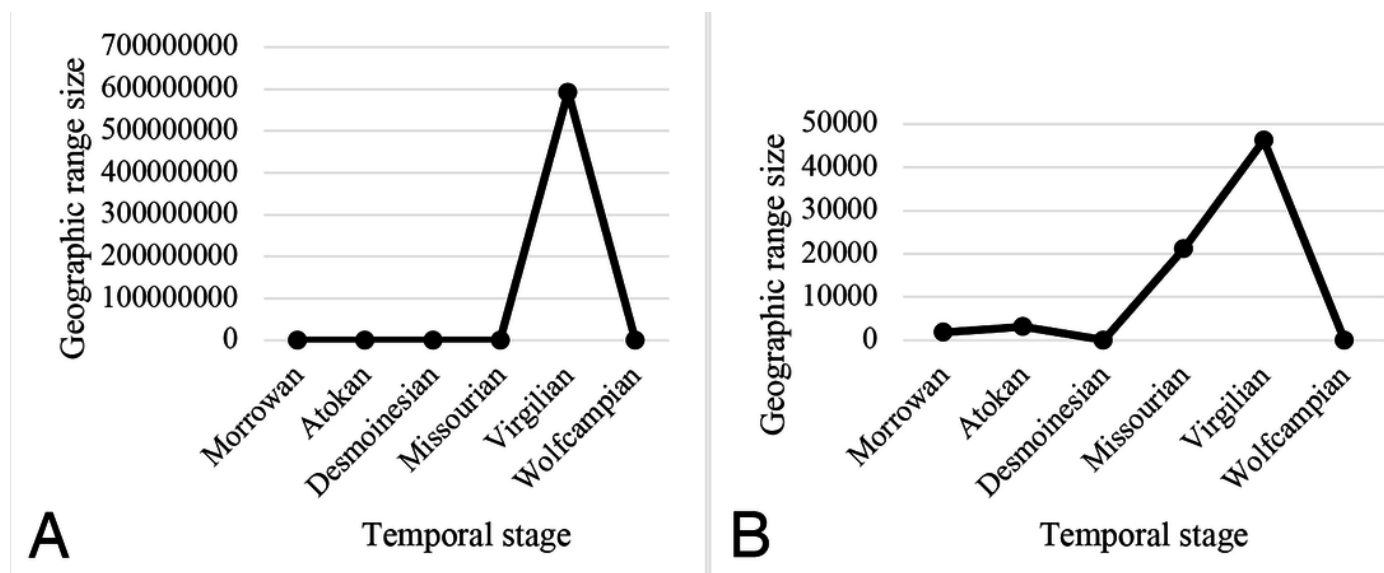 Geographic range size
700000000
600000000
500000000
400000000
300000000
200000000
100000000
0
Morrowan
Atokan
Desmoinesian
Missourian
Virgilian
Wolfcampian
Temporal stage
A
Geographic range size
50000
40000
30000
20000
10000
0
Morrowan
Atokan
Desmoinesian
Missourian
Virgilian
Wolfcampian
Temporal stage
B